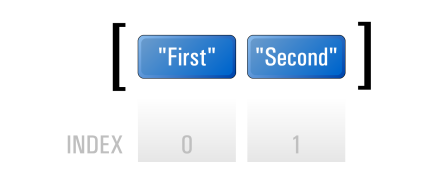 [ "First" "Second" ]
INDEX 0 1